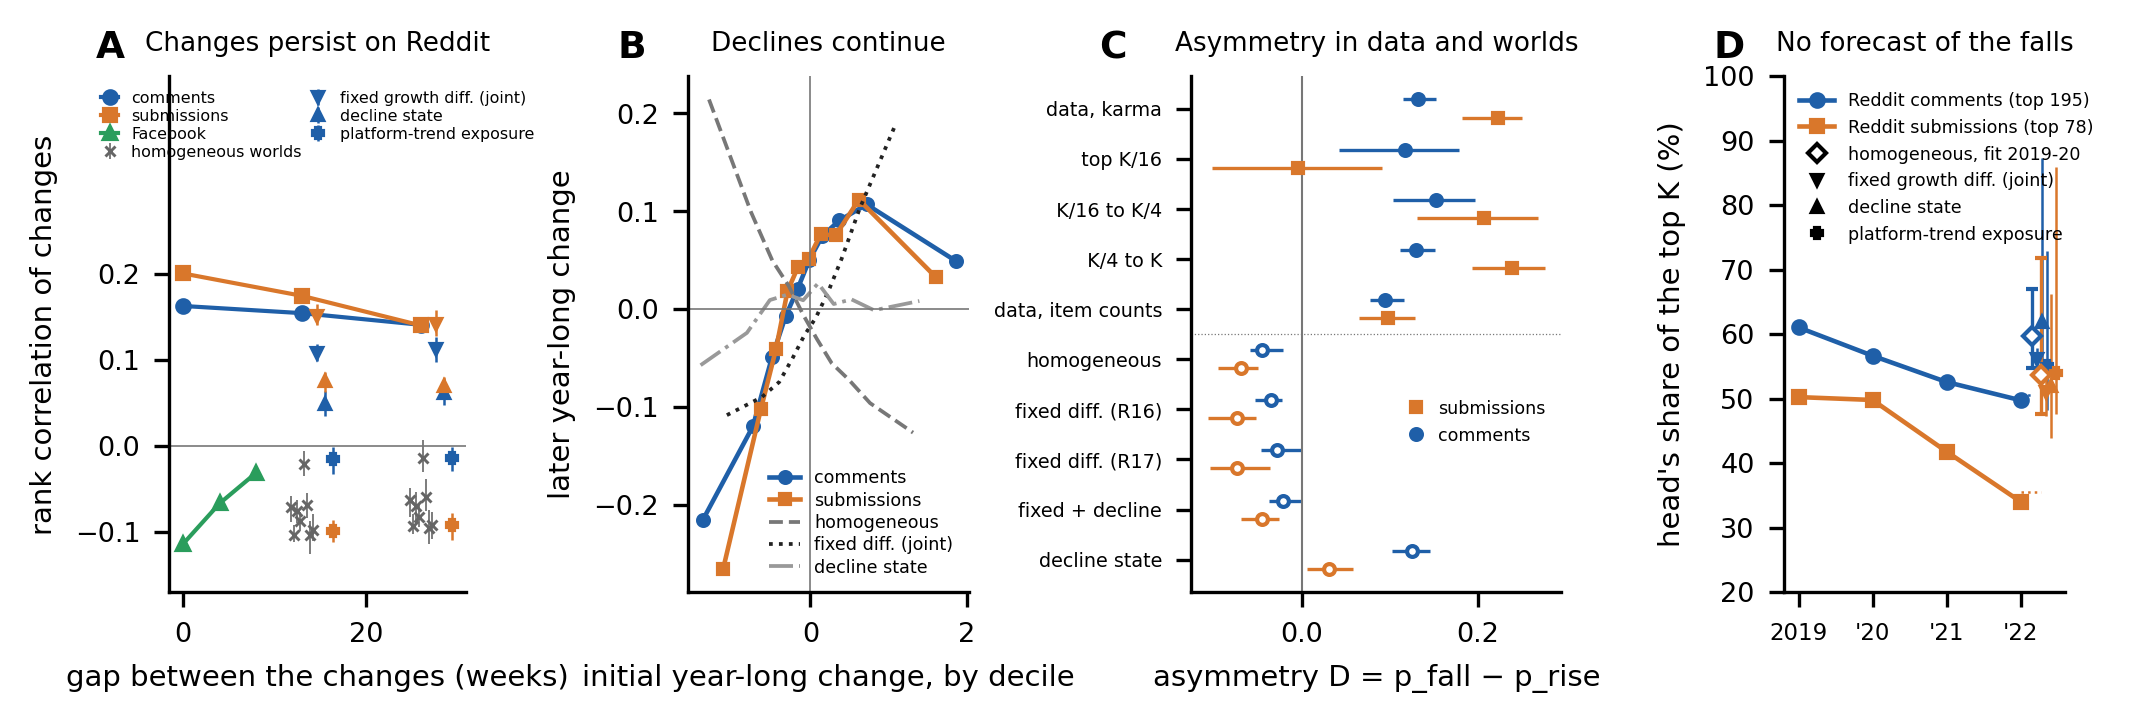 A Changes persist on Reddit
comments
submissions
Facebook
homogeneous worlds
fixed growth diff. (joint)
decline state
platform-trend exposure
rank correlation of changes
0.2
0.1
0.0
−0.1
0
20
gap between the changes (weeks)
B Declines continue
later year-long change
0.2
0.1
0.0
−0.1
−0.2
comments
submissions
homogeneous
fixed diff. (joint)
decline state
0
2
initial year-long change, by decile
C Asymmetry in data and worlds
data, karma
top K/16
K/16 to K/4
K/4 to K
data, item counts
homogeneous
fixed diff. (R16)
fixed diff. (R17)
fixed + decline
decline state
submissions
comments
0.0
0.2
asymmetry D = p_fall − p_rise
D No forecast of the falls
head's share of the top K (%)
100
90
80
70
60
50
40
30
20
Reddit comments (top 195)
Reddit submissions (top 78)
homogeneous, fit 2019-20
fixed growth diff. (joint)
decline state
platform-trend exposure
2019
'20
'21
'22